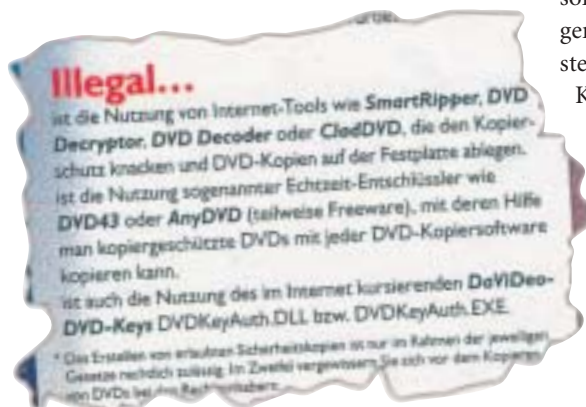 Illegal...
ist die Nutzung von Internet-Tools wie SmartRipper, DVD
Decryptor, DVD Decoder oder CladDVD, die den Kopier-
schutz knacken und DVD-Kopien auf der Festplatte ablegen.
ist die Nutzung sogenannter Echtzeit-Entschlüssler wie
DVD43 oder AnyDVD (teilweise Freeware), mit deren Hilfe
man kopiergeschützte DVDs mit jeder DVD-Kopiersoftware
kopieren kann.
ist auch die Nutzung des im Internet kursierenden DaViDeo-
DVD-Keys DVDKeyAuth.DLL bzw. DVDKeyAuth.EXE.
* Das Erstellen von erlaubten Sicherheitskopien ist nur im Rahmen der jeweiligen
Gesetze rechtlich zulässig. Im Zweifel vergewissern Sie sich vor dem Kopieren
von DVDs bei den
ger
ste
K